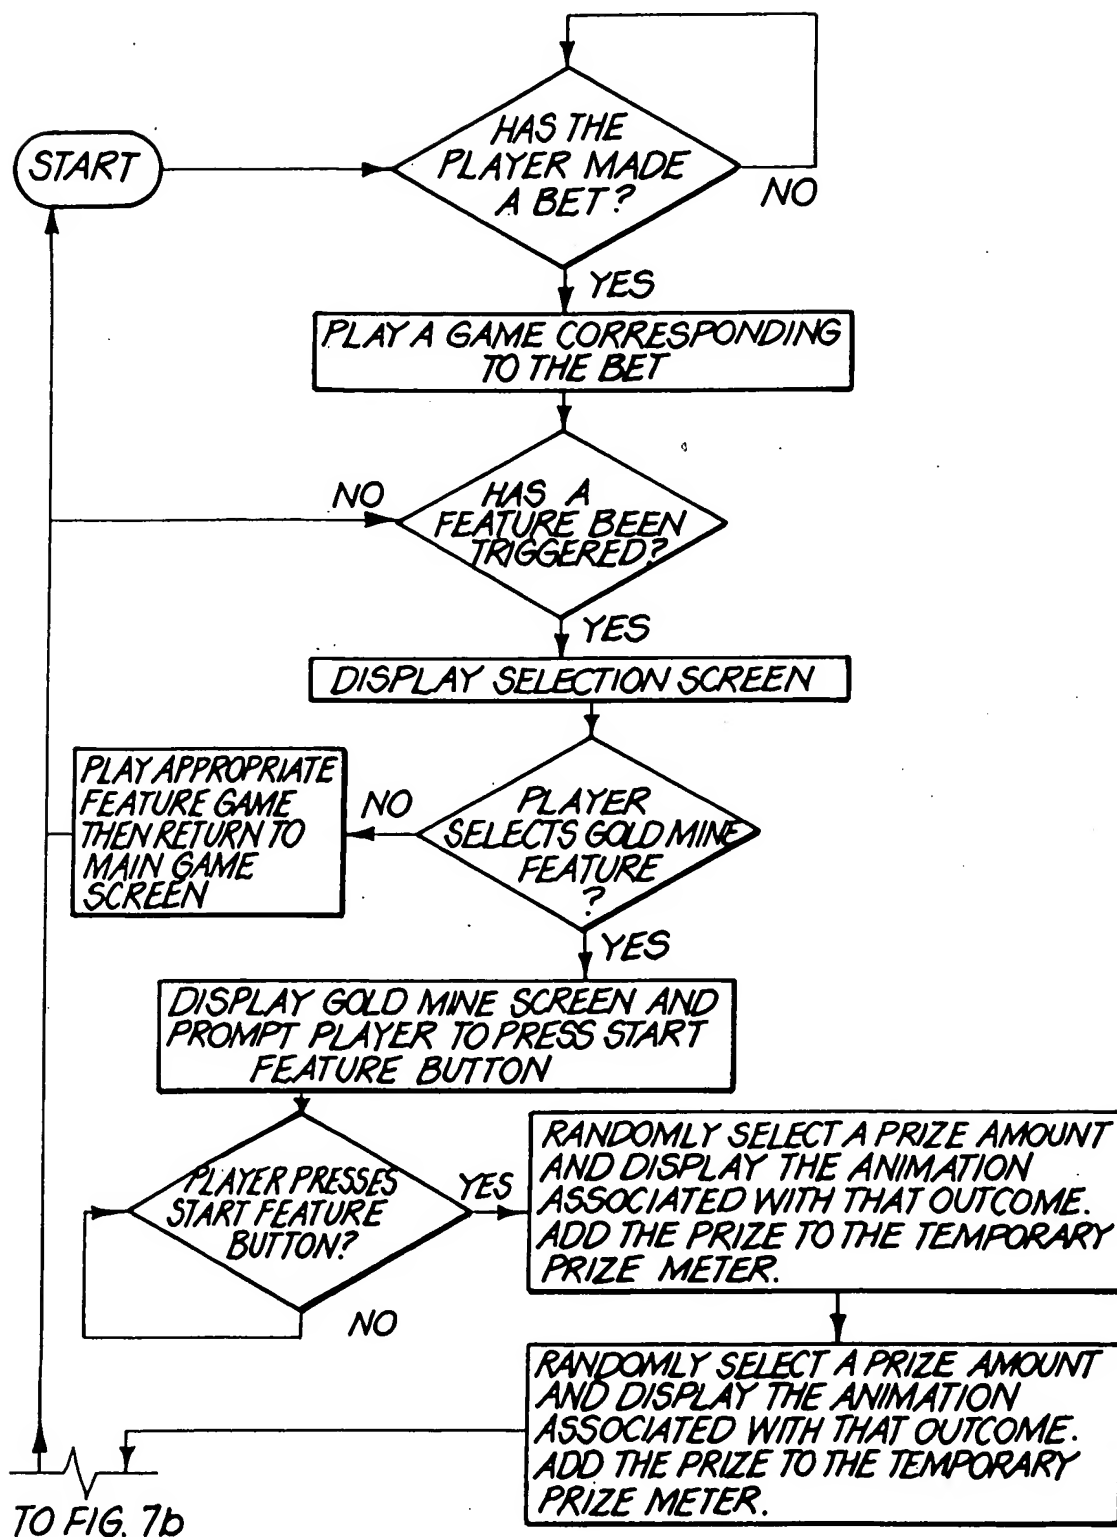 HAS THE
PLAYER MADE
A BET?
START
NO
YES
PLAY A GAME CORRESPONDING
TO THE BET
NO
HAS A
FEATURE BEEN
TRIGGERED?
YES
DISPLAY SELECTION SCREEN
PLAY APPROPRIATE
FEATURE GAME
THEN RETURN TO
MAIN GAME
SCREEN
NO
PLAYER
SELECTS GOLD MINE
FEATURE
?
YES
DISPLAY GOLD MINE SCREEN AND
PROMPT PLAYER TO PRESS START
FEATURE BUTTON
PLAYER PRESSES
START FEATURE
BUTTON?
YES
NO
RANDOMLY SELECT A PRIZE AMOUNT
AND DISPLAY THE ANIMATION
ASSOCIATED WITH THAT OUTCOME.
ADD THE PRIZE TO THE TEMPORARY
PRIZE METER.
RANDOMLY SELECT A PRIZE AMOUNT
AND DISPLAY THE ANIMATION
ASSOCIATED WITH THAT OUTCOME.
ADD THE PRIZE TO THE TEMPORARY
PRIZE METER.
TO FIG. 7b